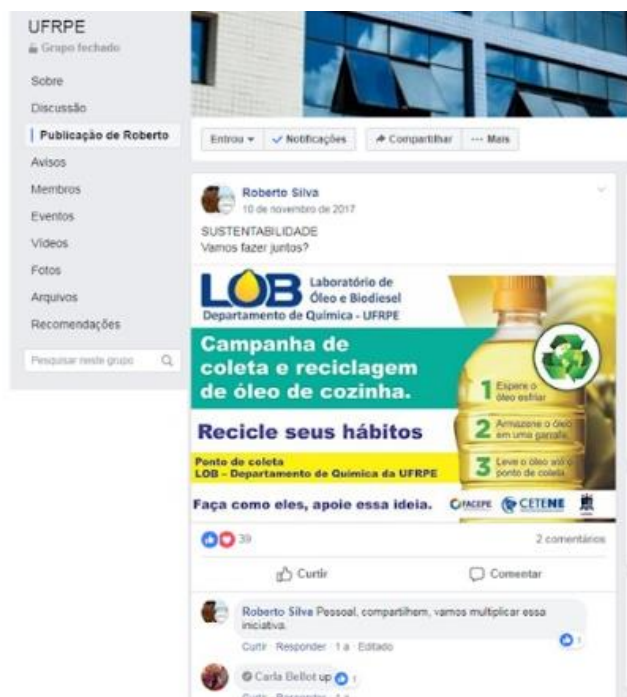 UFRPE
Grupo fechado
Sobre
Discussão
Publicação de Roberto
Avisos
Membros
Eventos
Vídeos
Fotos
Arquivos
Recomendações
Pesquisar neste grupo
Entrou
Notificações
Compartilhar
Mais
Roberto Silva
10 de novembro de 2017
SUSTENTABILIDADE
Vamos fazer juntos?
LOB Laboratório de
Óleo e Biodiesel
Departamento de Química - UFRPE
Campanha de
coleta e reciclagem
de óleo de cozinha.
Recicle seus hábitos
Ponto de coleta
LOB – Departamento de Química da UFRPE
1 Espere o
óleo esfriar
2 Armazene o óleo
em uma garrafa.
3 Leve o óleo até o
ponto de coleta.
Faça como eles, apoie essa ideia.
FACEPE CETENE
39
2 comentários
Curtir
Comentar
Roberto Silva Pessoal, compartilhem, vamos multiplicar essa
iniciativa.
Curtir · Responder · 1 a · Editado
1
Carla Bellot up 1
Curtir · Responder · 1 a